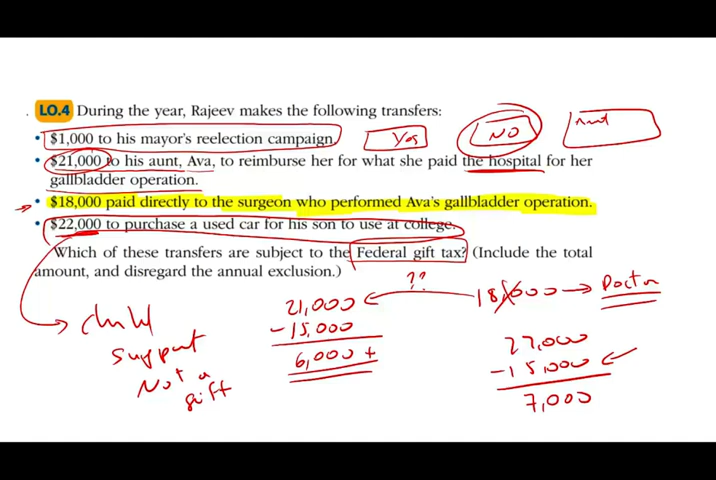 LO.4 During the year, Rajeev makes the following transfers:
• $1,000 to his mayor's reelection campaign.
Yes
NO
Aunt
• $21,000 to his aunt, Ava, to reimburse her for what she paid the hospital for her
gallbladder operation.
• $18,000 paid directly to the surgeon who performed Ava's gallbladder operation.
• $22,000 to purchase a used car for his son to use at college.
Which of these transfers are subject to the Federal gift tax? (Include the total
amount, and disregard the annual exclusion.)
??
18,000 → Doctor
21,000
-15,000
6,000 +
child
support
Not a
gift
22,000
-15,000
7,000